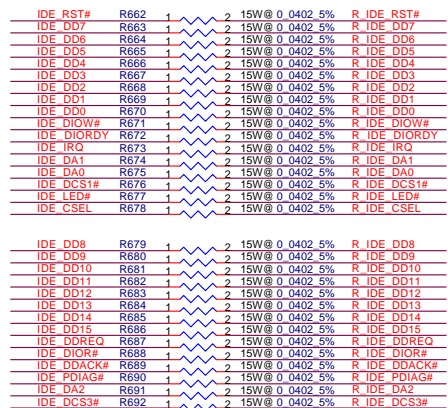 IDE_RST# R662 1 2 15W@ 0_0402_5% R_IDE_RST#
IDE_DD7 R663 1 2 15W@ 0_0402_5% R_IDE_DD7
IDE_DD6 R664 1 2 15W@ 0_0402_5% R_IDE_DD6
IDE_DD5 R665 1 2 15W@ 0_0402_5% R_IDE_DD5
IDE_DD4 R666 1 2 15W@ 0_0402_5% R_IDE_DD4
IDE_DD3 R667 1 2 15W@ 0_0402_5% R_IDE_DD3
IDE_DD2 R668 1 2 15W@ 0_0402_5% R_IDE_DD2
IDE_DD1 R669 1 2 15W@ 0_0402_5% R_IDE_DD1
IDE_DD0 R670 1 2 15W@ 0_0402_5% R_IDE_DD0
IDE_DIOW# R671 1 2 15W@ 0_0402_5% R_IDE_DIOW#
IDE_DIORDY R672 1 2 15W@ 0_0402_5% R_IDE_DIORDY
IDE_IRQ R673 1 2 15W@ 0_0402_5% R_IDE_IRQ
IDE_DA1 R674 1 2 15W@ 0_0402_5% R_IDE_DA1
IDE_DA0 R675 1 2 15W@ 0_0402_5% R_IDE_DA0
IDE_DCS1# R676 1 2 15W@ 0_0402_5% R_IDE_DCS1#
IDE_LED# R677 1 2 15W@ 0_0402_5% R_IDE_LED#
IDE_CSEL R678 1 2 15W@ 0_0402_5% R_IDE_CSEL
IDE_DD8 R679 1 2 15W@ 0_0402_5% R_IDE_DD8
IDE_DD9 R680 1 2 15W@ 0_0402_5% R_IDE_DD9
IDE_DD10 R681 1 2 15W@ 0_0402_5% R_IDE_DD10
IDE_DD11 R682 1 2 15W@ 0_0402_5% R_IDE_DD11
IDE_DD12 R683 1 2 15W@ 0_0402_5% R_IDE_DD12
IDE_DD13 R684 1 2 15W@ 0_0402_5% R_IDE_DD13
IDE_DD14 R685 1 2 15W@ 0_0402_5% R_IDE_DD14
IDE_DD15 R686 1 2 15W@ 0_0402_5% R_IDE_DD15
IDE_DDREQ R687 1 2 15W@ 0_0402_5% R_IDE_DDREQ
IDE_DIOR# R688 1 2 15W@ 0_0402_5% R_IDE_DIOR#
IDE_DDACK# R689 1 2 15W@ 0_0402_5% R_IDE_DDACK#
IDE_PDIAG# R690 1 2 15W@ 0_0402_5% R_IDE_PDIAG#
IDE_DA2 R691 1 2 15W@ 0_0402_5% R_IDE_DA2
IDE_DCS3# R692 1 2 15W@ 0_0402_5% R_IDE_DCS3#